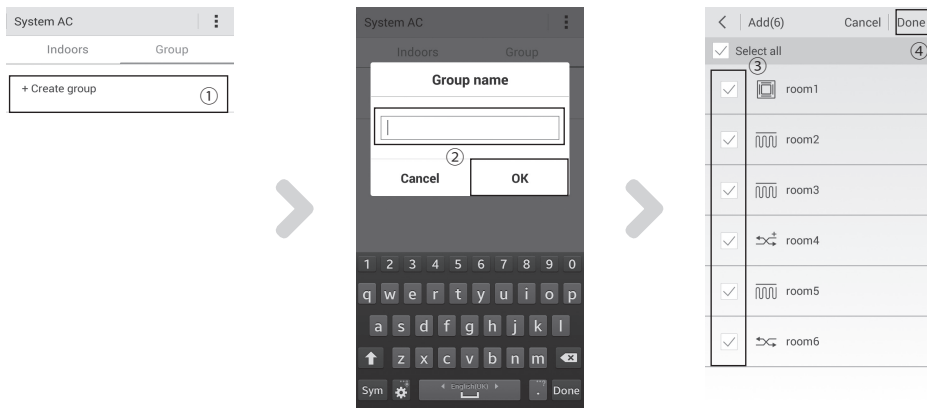 System AC
Indoors Group
+ Create group
①
System AC
Indoors Group
Group name
②
Cancel OK
1 2 3 4 5 6 7 8 9 0
q w e r t y u i o p
a s d f g h j k l
z x c v b n m
Sym English(UK) . Done
Add(6) Cancel Done
Select all ④
③
room1
room2
room3
room4
room5
room6